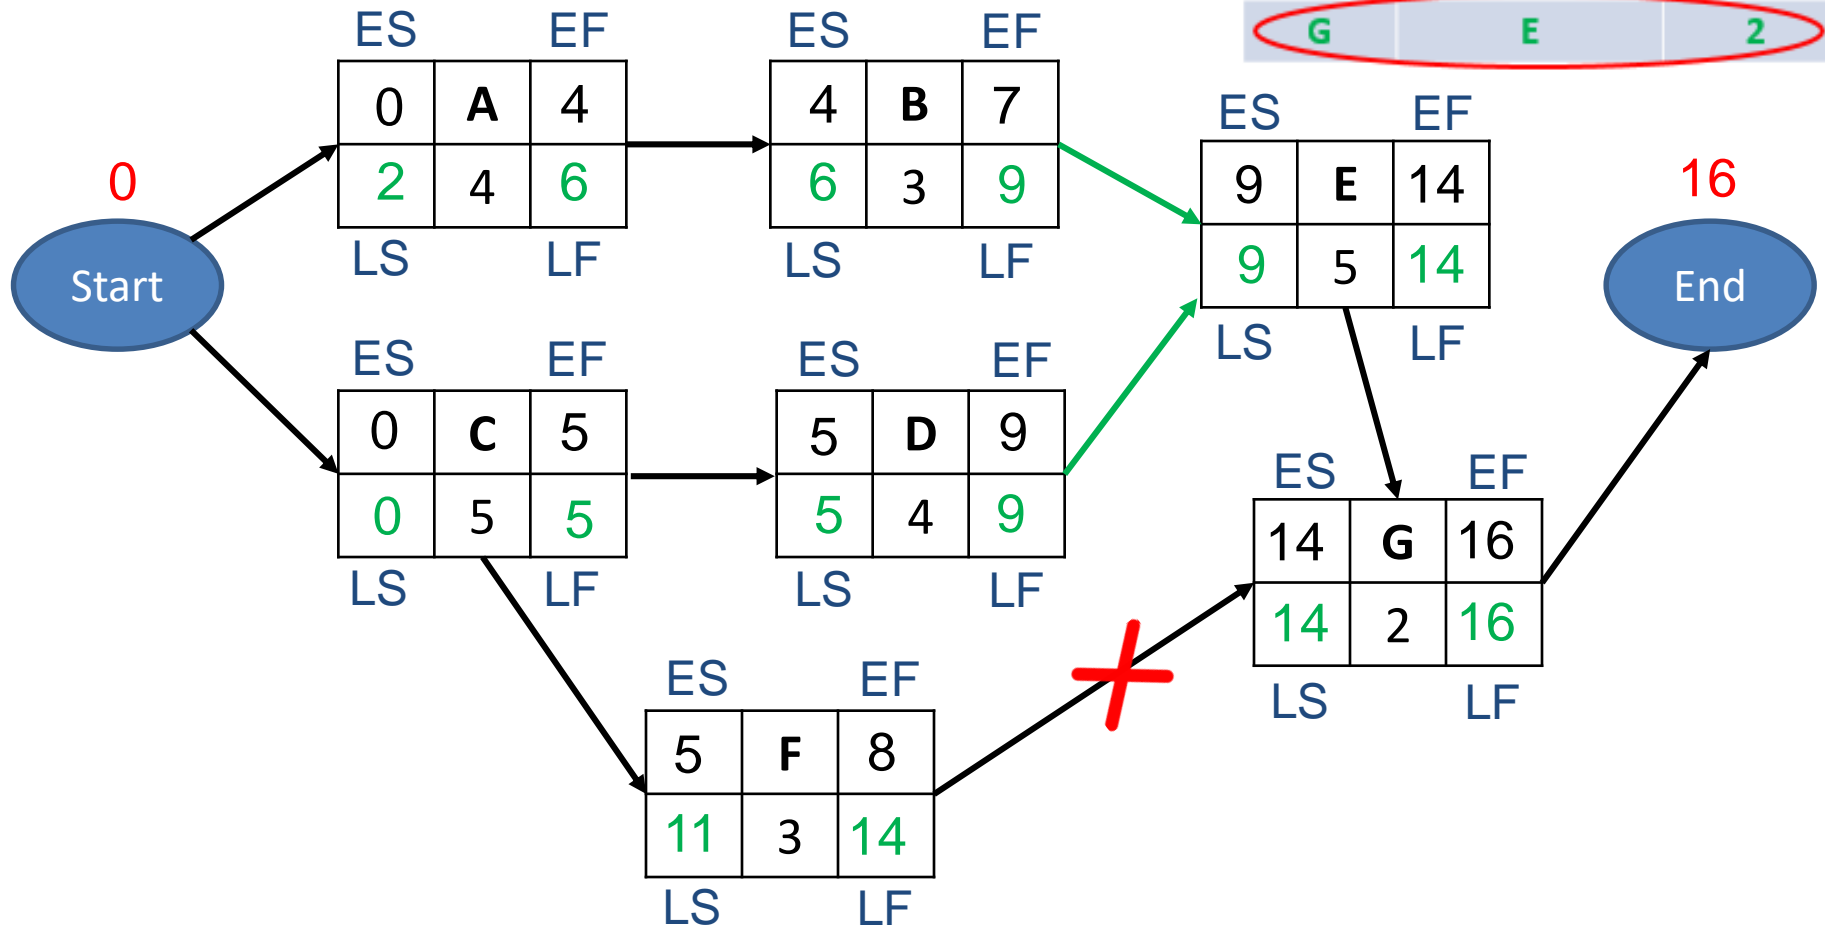 G E 2
ES EF
0 A 4
2 4 6
LS LF
ES EF
4 B 7
6 3 9
LS LF
ES EF
9 E 14
9 5 14
LS LF
0
Start
16
End
ES EF
0 C 5
0 5 5
LS LF
ES EF
5 D 9
5 4 9
LS LF
ES EF
14 G 16
14 2 16
LS LF
ES EF
5 F 8
11 3 14
LS LF